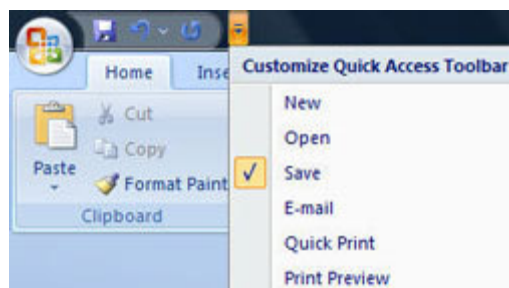 Home Inse
Customize Quick Access Toolbar
New
Open
Save
E-mail
Quick Print
Print Preview
Cut
Copy
Format Paint
Paste
Clipboard